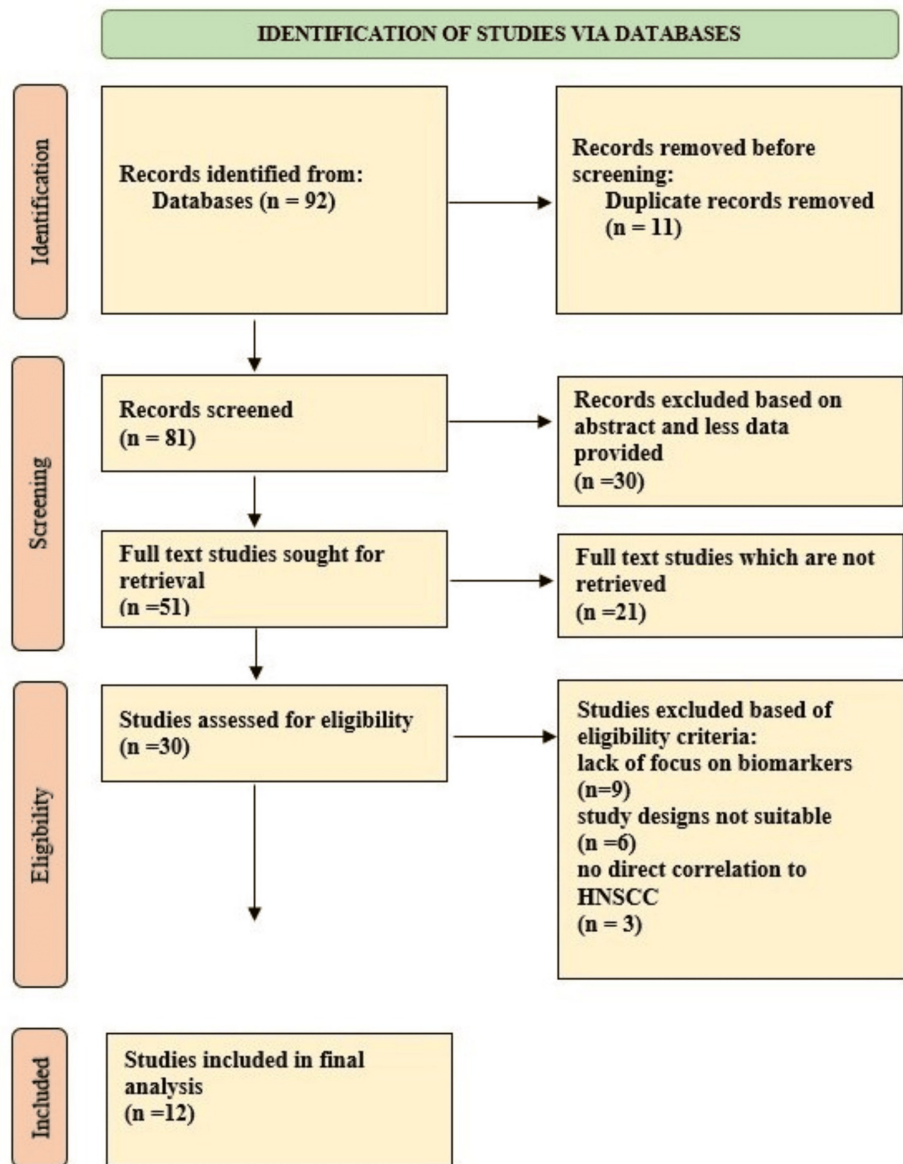 IDENTIFICATION OF STUDIES VIA DATABASES
Identification
Records identified from:
Databases (n = 92)
Records removed before
screening:
Duplicate records removed
(n = 11)
Screening
Records screened
(n = 81)
Records excluded based on
abstract and less data
provided
(n =30)
Full text studies sought for
retrieval
(n =51)
Full text studies which are not
retrieved
(n =21)
Eligibility
Studies assessed for eligibility
(n =30)
Studies excluded based of
eligibility criteria:
lack of focus on biomarkers
(n=9)
study designs not suitable
(n =6)
no direct correlation to
HNSCC
(n = 3)
Included
Studies included in final
analysis
(n =12)